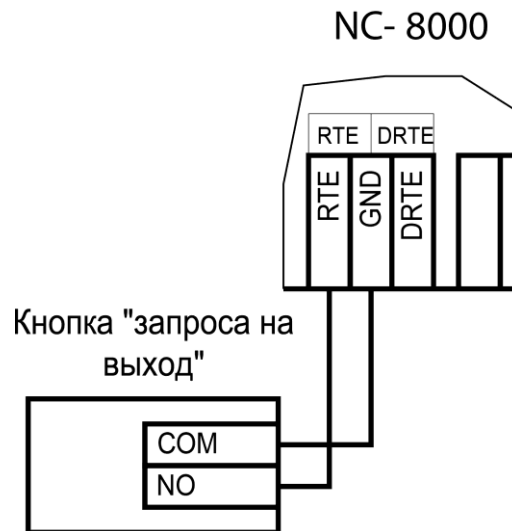 NC- 8000
RTE DRTE
RTE GND DRTE
Кнопка "запроса на
выход"
COM
NO